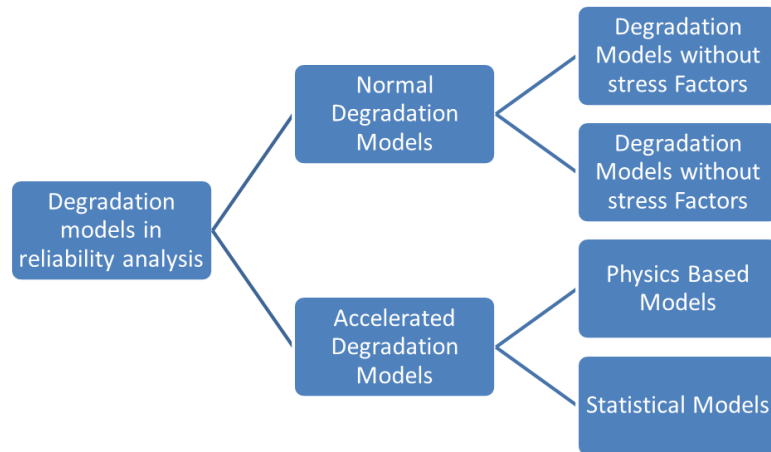 Degradation
models in
reliability analysis
Normal
Degradation
Models
Degradation
Models without
stress Factors
Degradation
Models without
stress Factors
Accelerated
Degradation
Models
Physics Based
Models
Statistical Models